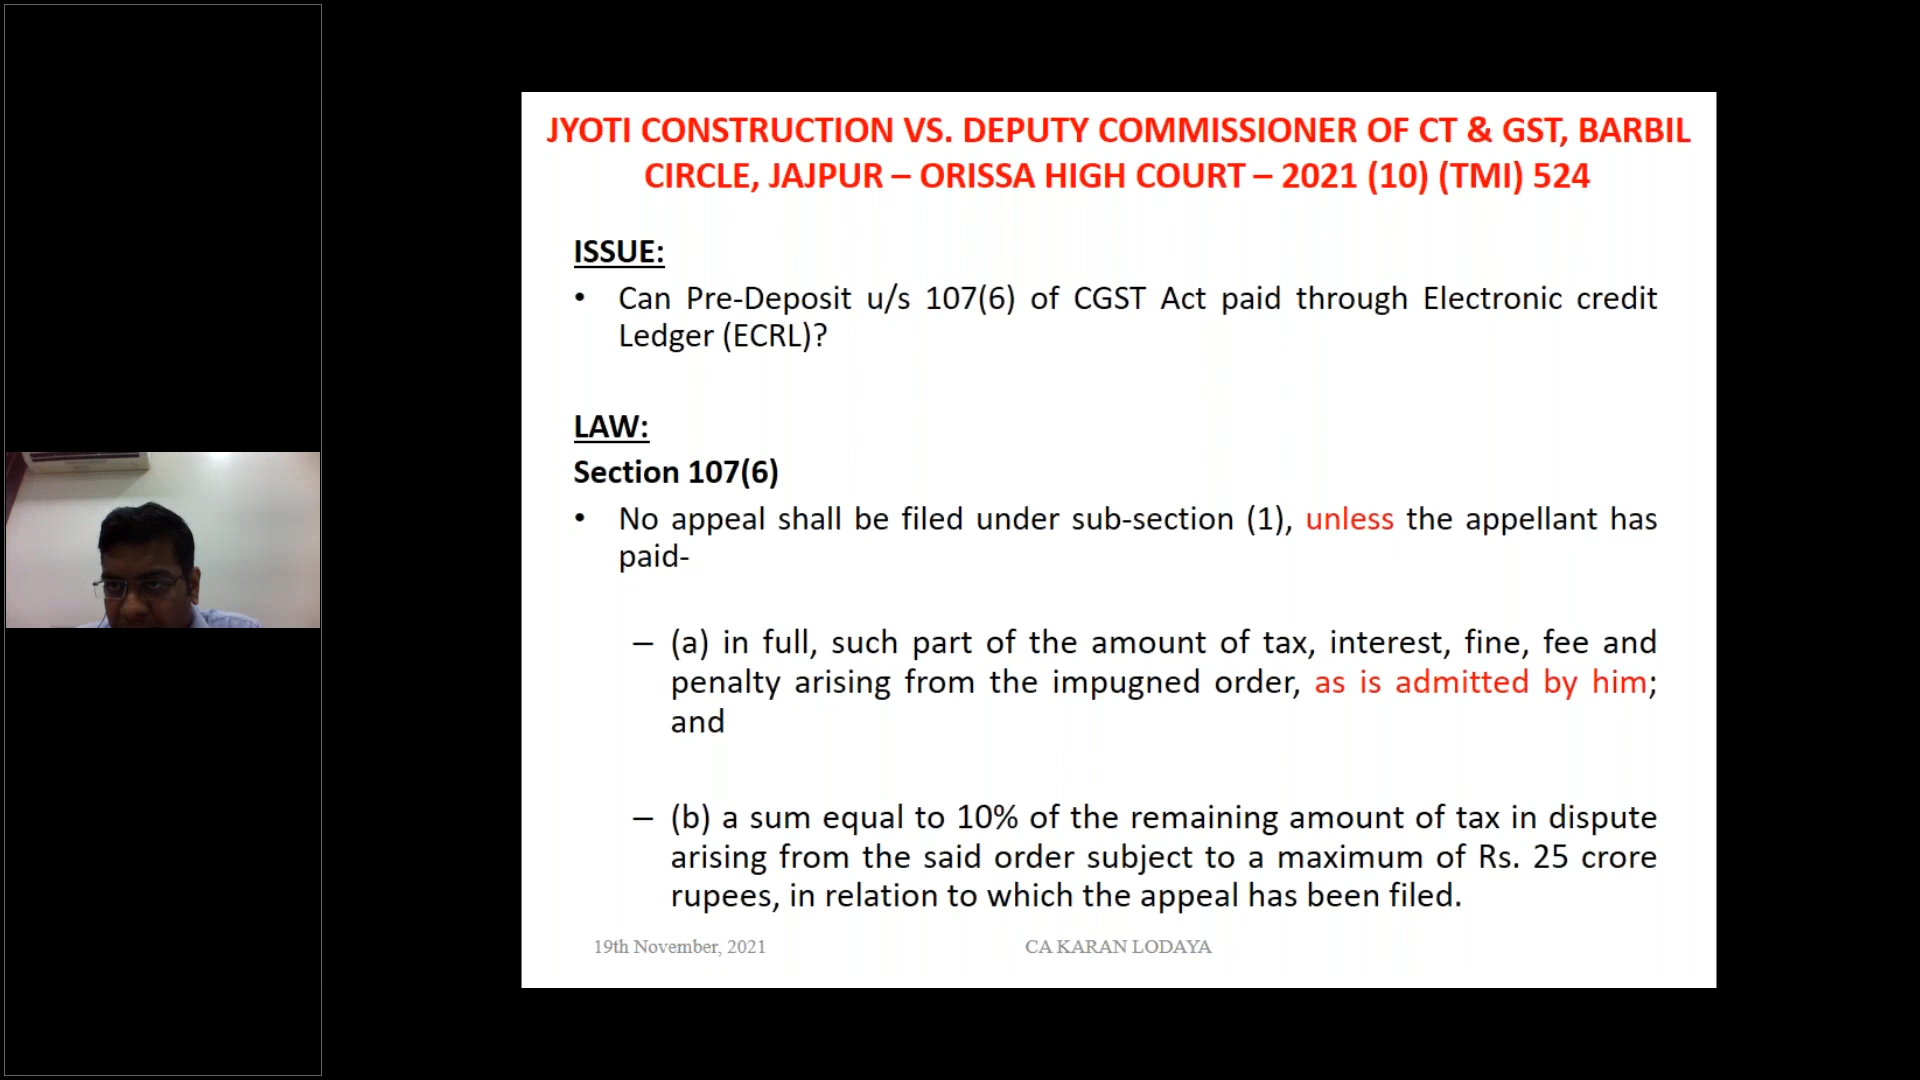 JYOTI CONSTRUCTION VS. DEPUTY COMMISSIONER OF CT & GST, BARBIL
CIRCLE, JAJPUR – ORISSA HIGH COURT – 2021 (10) (TMI) 524
ISSUE:
• Can Pre-Deposit u/s 107(6) of CGST Act paid through Electronic credit
Ledger (ECRL)?
LAW:
Section 107(6)
• No appeal shall be filed under sub-section (1), unless the appellant has
paid-
– (a) in full, such part of the amount of tax, interest, fine, fee and
penalty arising from the impugned order, as is admitted by him;
and
– (b) a sum equal to 10% of the remaining amount of tax in dispute
arising from the said order subject to a maximum of Rs. 25 crore
rupees, in relation to which the appeal has been filed.
19th November, 2021
CA KARAN LODAYA